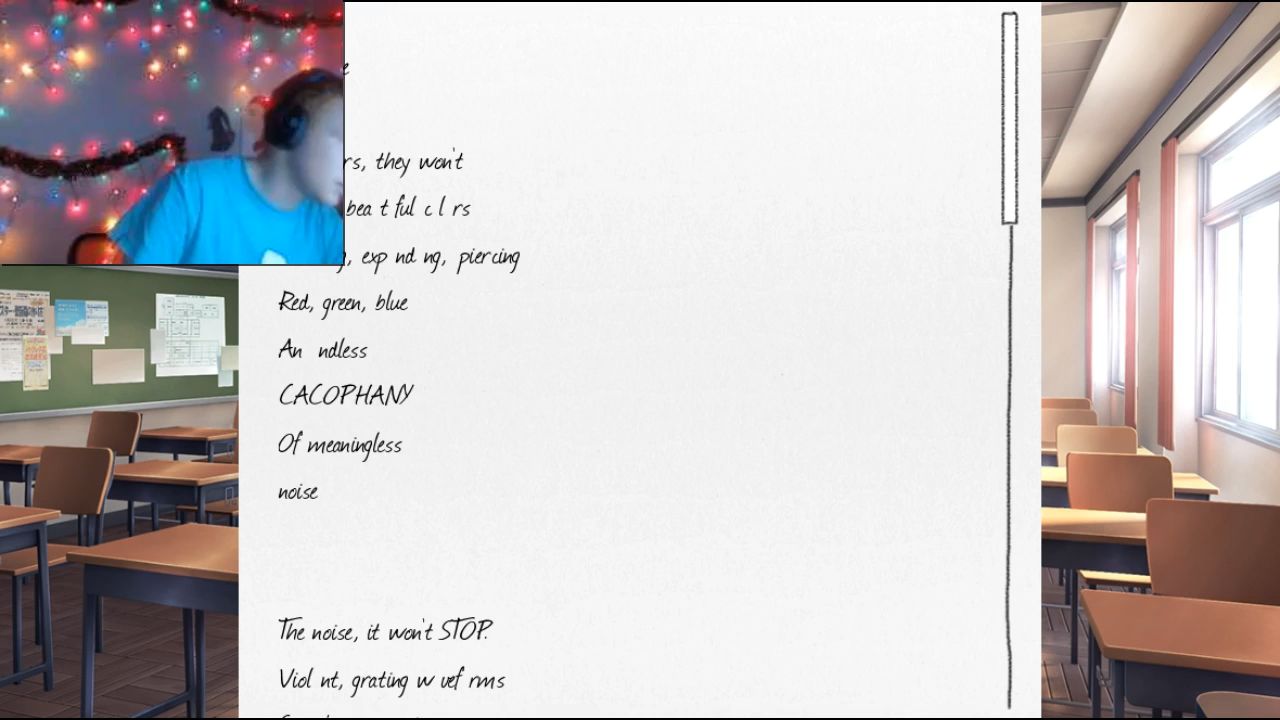 rs, they won't
bea t ful c l rs
g, exp nd ng, piercing
Red, green, blue
An  ndless
CACOPHANY
Of meaningless
noise
The noise, it won't STOP.
Viol nt, grating w vef rms